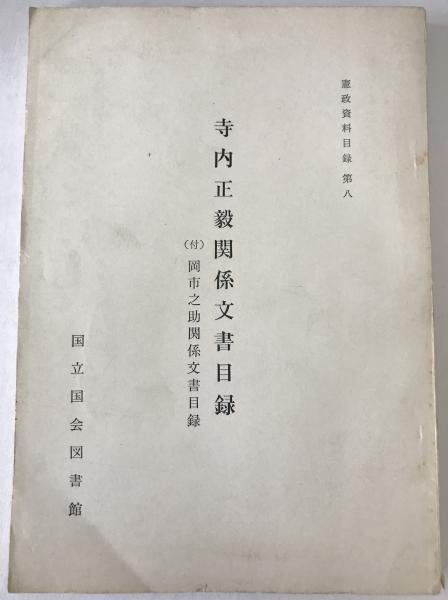 憲政資料目録 第八
寺内正毅関係文書目録
(付) 岡市之助関係文書目録
国立国会図書館